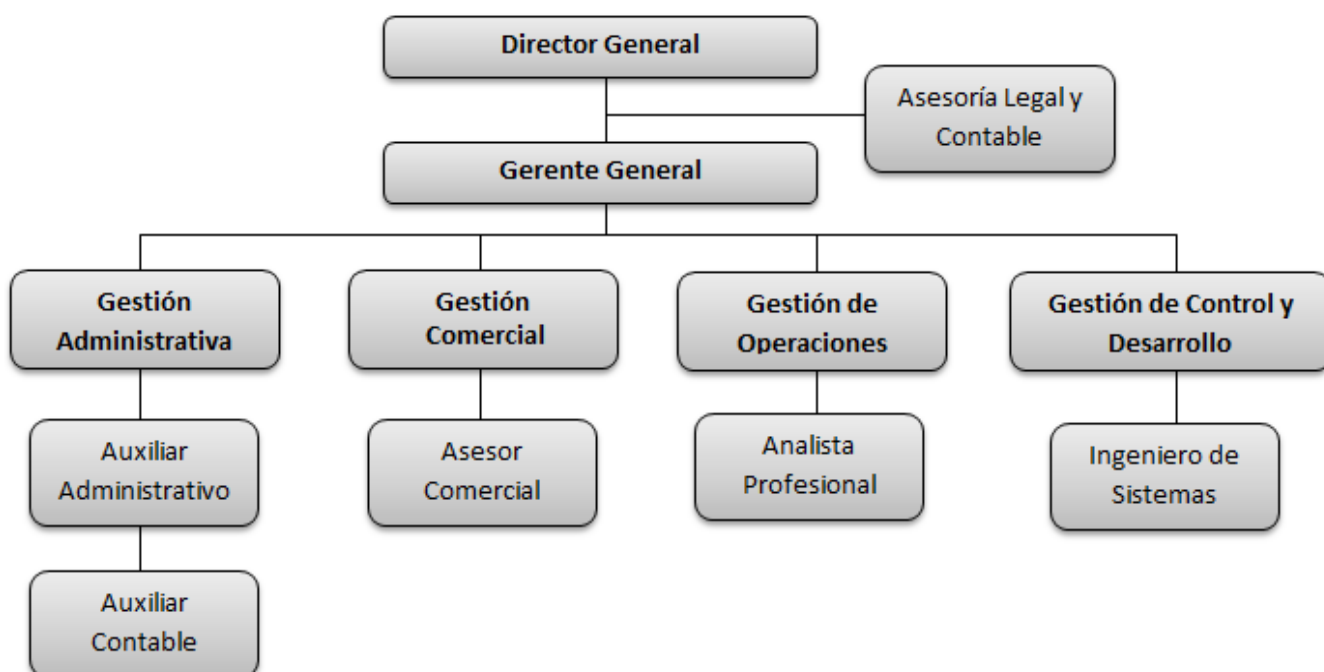 Director General
Asesoría Legal y
Contable
Gerente General
Gestión
Administrativa
Gestión
Comercial
Gestión de
Operaciones
Gestión de Control y
Desarrollo
Auxiliar
Administrativo
Asesor
Comercial
Analista
Profesional
Ingeniero de
Sistemas
Auxiliar
Contable